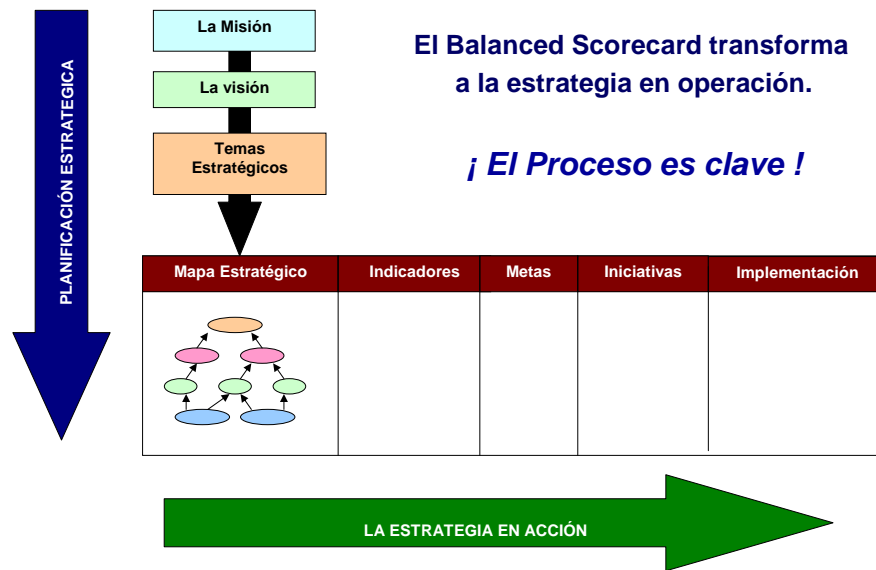 PLANIFICACIÓN ESTRATEGICA
La Misión
La visión
Temas
Estratégicos
El Balanced Scorecard transforma
a la estrategia en operación.
¡ El Proceso es clave !
Mapa Estratégico
Indicadores
Metas
Iniciativas
Implementación
LA ESTRATEGIA EN ACCIÓN